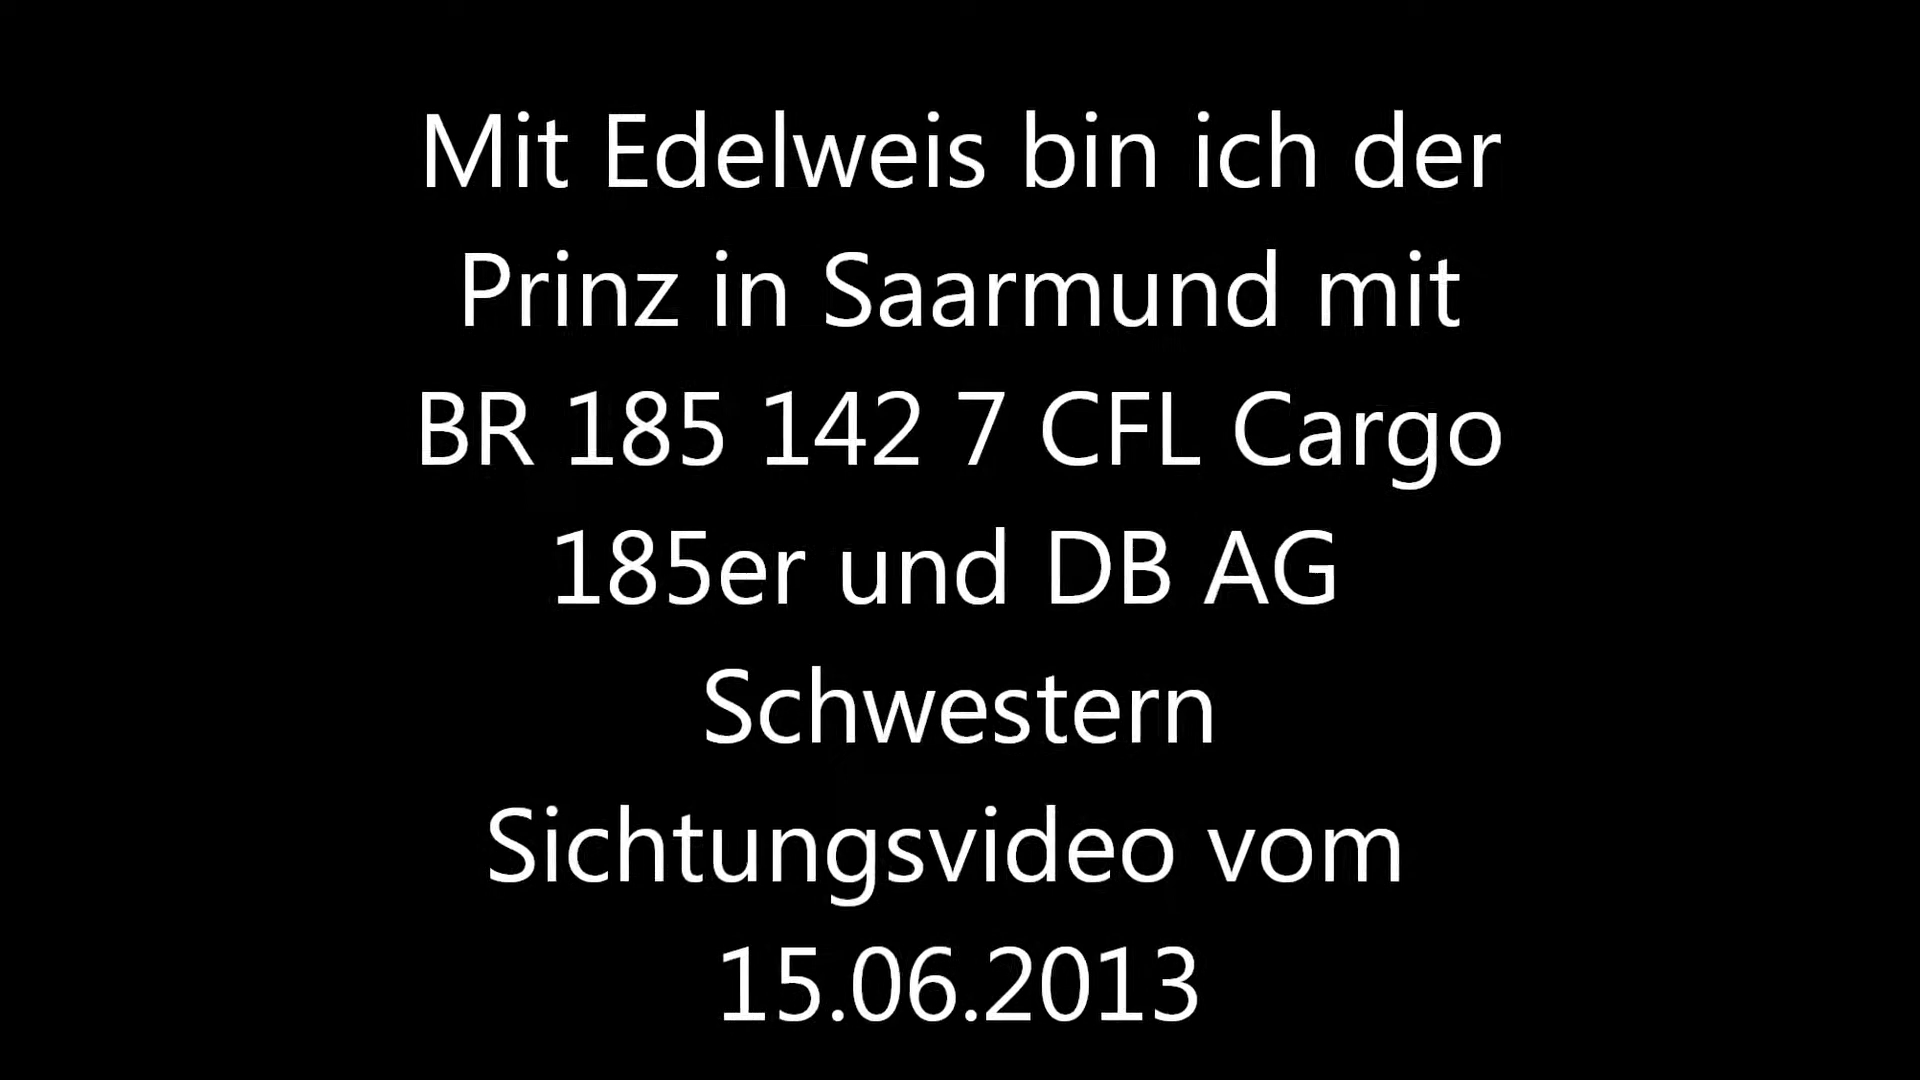 Mit Edelweis bin ich der
Prinz in Saarmund mit
BR 185 142 7 CFL Cargo
185er und DB AG
Schwestern
Sichtungsvideo vom
15.06.2013